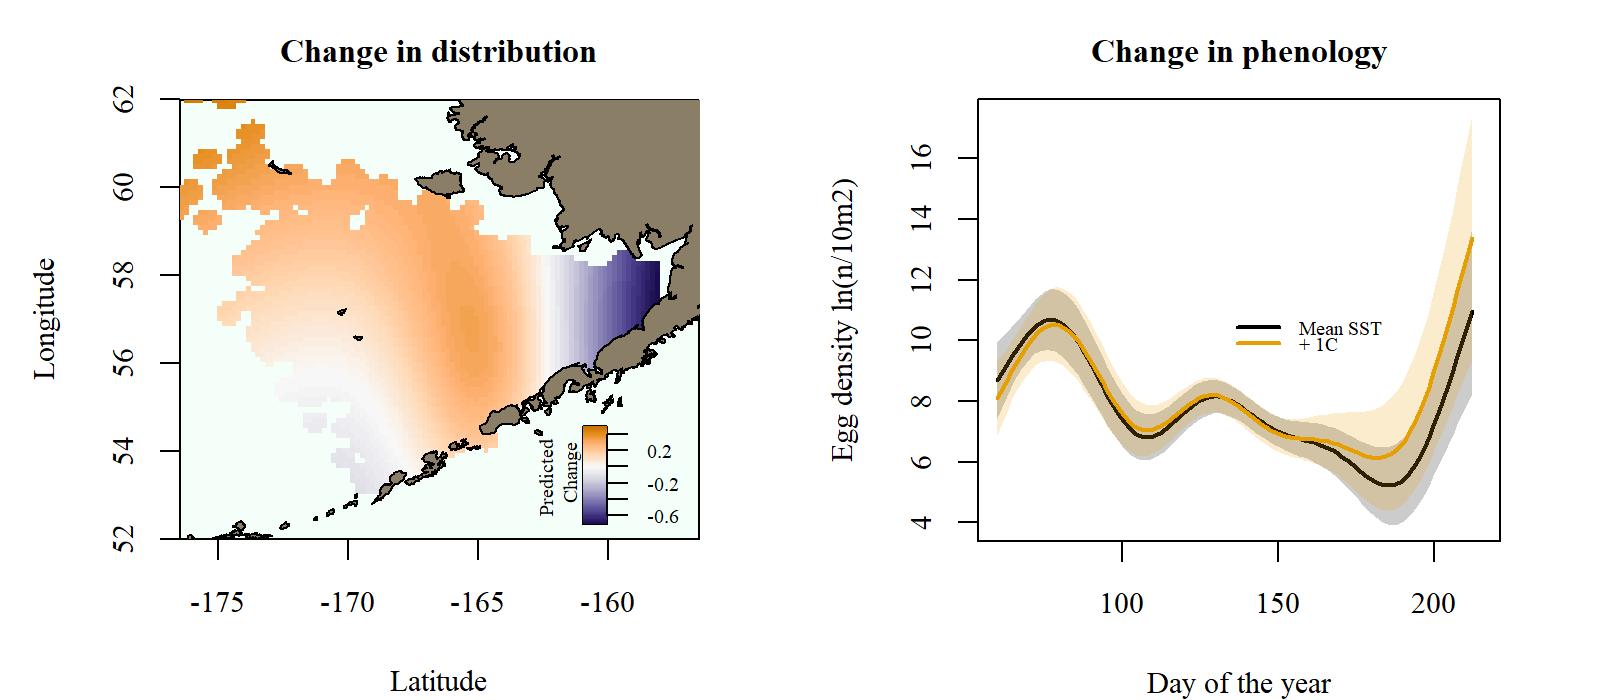 Change in distribution
62
60
58
56
54
52
Longitude
-175
-170
-165
-160
Latitude
Predicted
Change
0.2
-0.2
-0.6
Change in phenology
16
14
12
10
8
6
4
Egg density ln(n/10m2)
Mean SST
+ 1C
100
150
200
Day of the year